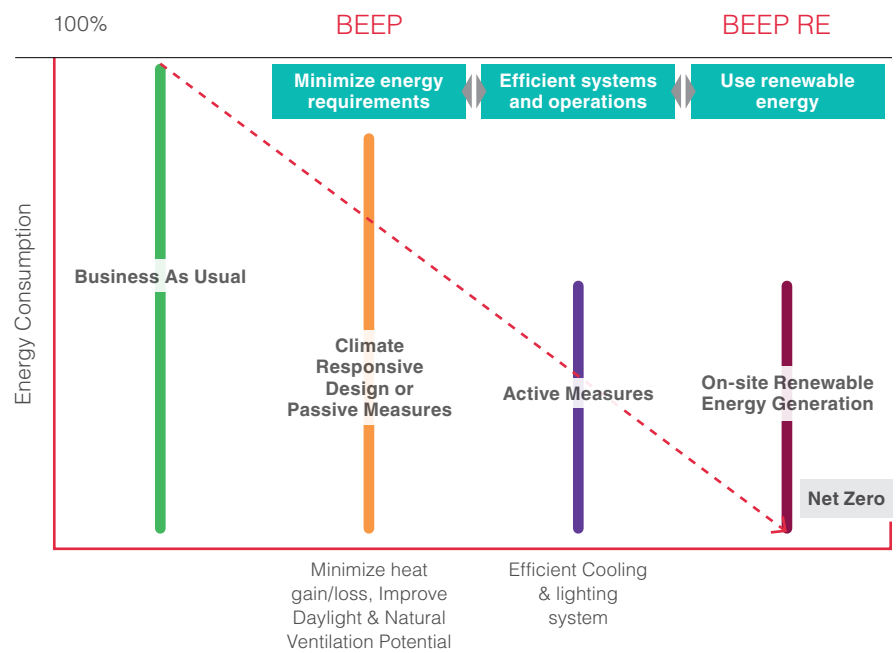 100%
BEEP
BEEP RE
Minimize energy
requirements
Efficient systems
and operations
Use renewable
energy
Energy Consumption
Business As Usual
Climate
Responsive
Design or
Passive Measures
Active Measures
On-site Renewable
Energy Generation
Net Zero
Minimize heat
gain/loss, Improve
Daylight & Natural
Ventilation Potential
Efficient Cooling
& lighting
system